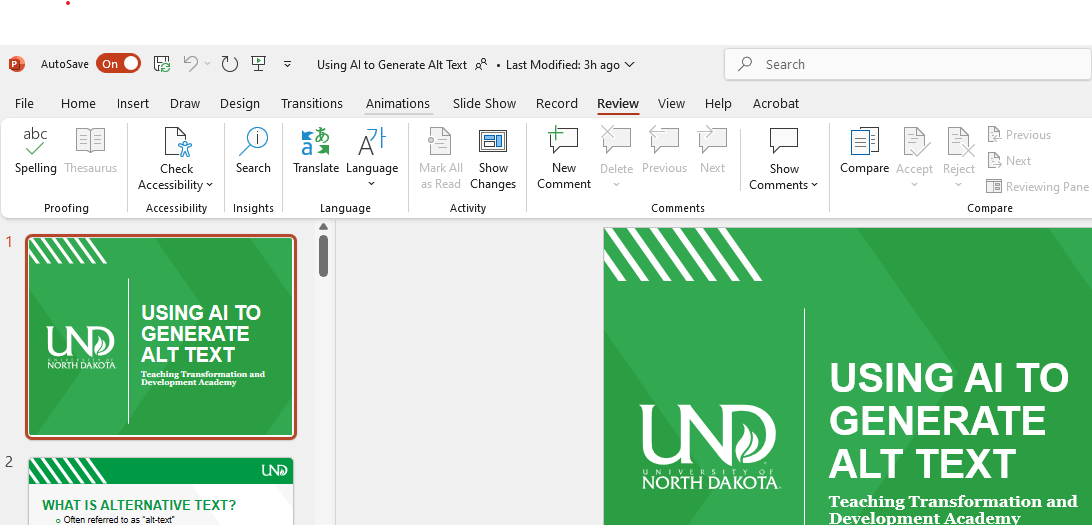 AutoSave On Using AI to Generate Alt Text • Last Modified: 3h ago Search
File Home Insert Draw Design Transitions Animations Slide Show Record Review View Help Acrobat
abc
Spelling
Thesaurus
Proofing
Check
Accessibility
Accessibility
Search
Insights
Translate
Language
Language
Mark All
as Read
Show
Changes
Activity
New
Comment
Delete
Previous
Next
Show
Comments
Comments
Compare
Accept
Reject
Previous
Next
Reviewing Pane
Compare
1
UND
UNIVERSITY OF
NORTH DAKOTA
USING AI TO
GENERATE
ALT TEXT
Teaching Transformation and
Development Academy
2
UND
WHAT IS ALTERNATIVE TEXT?
Often referred to as "alt-text"
UND
UNIVERSITY OF
NORTH DAKOTA
USING AI TO
GENERATE
ALT TEXT
Teaching Transformation and
Development Academy